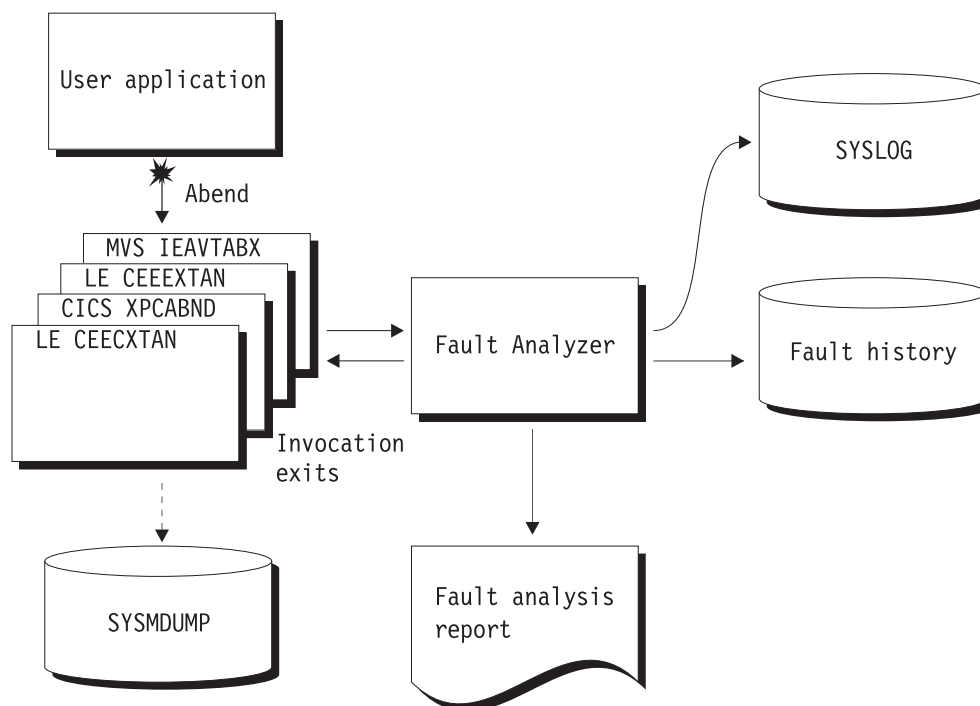 User application
Abend
MVS IEAVTABX
LE CEEEXTAN
CICS XPCABND
LE CEECXTAN
Invocation
exits
SYSMDUMP
Fault Analyzer
SYSLOG
Fault history
Fault analysis
report